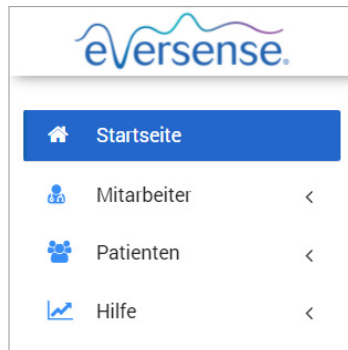 eversense.
Startseite
Mitarbeiter
Patienten
Hilfe